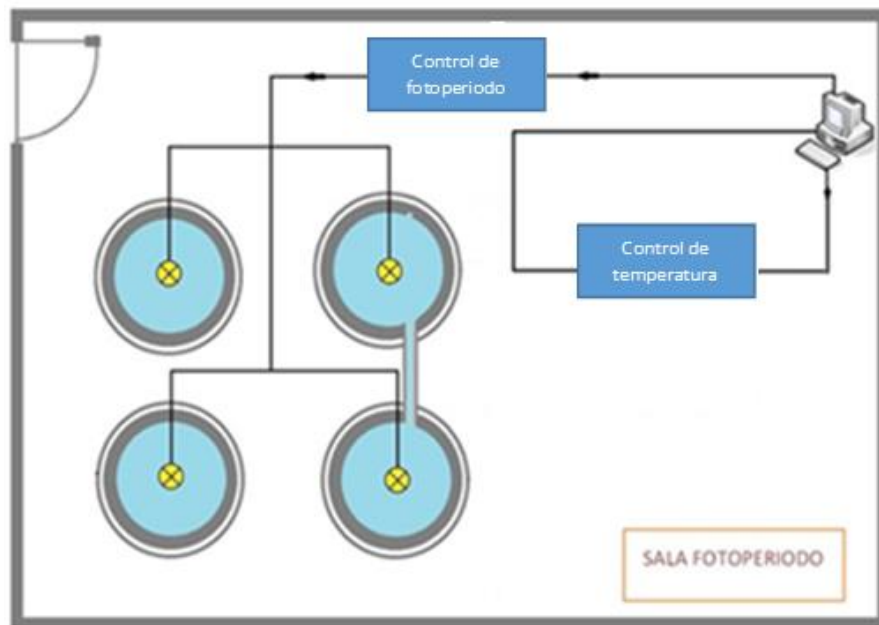 Control de
fotoperiodo
Control de
temperatura
SALA FOTOPERIODO